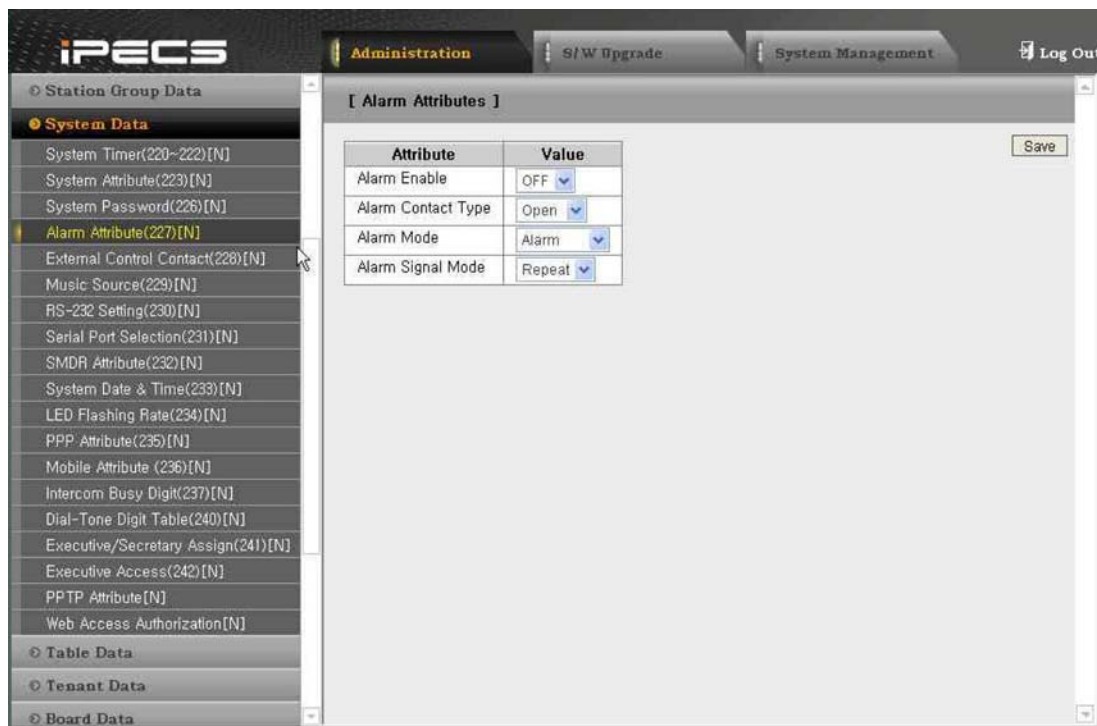 iPECS
Administration
S/W Upgrade
System Management
Log Out
Station Group Data
System Data
System Timer(220~222)[N]
System Attribute(223)[N]
System Password(226)[N]
Alarm Attribute(227)[N]
External Control Contact(228)[N]
Music Source(229)[N]
RS-232 Setting(230)[N]
Serial Port Selection(231)[N]
SMDR Attribute(232)[N]
System Date & Time(233)[N]
LED Flashing Rate(234)[N]
PPP Attribute(235)[N]
Mobile Attribute (236)[N]
Intercom Busy Digit(237)[N]
Dial-Tone Digit Table(240)[N]
Executive/Secretary Assign(241)[N]
Executive Access(242)[N]
PPTP Attribute[N]
Web Access Authorization[N]
Table Data
Tenant Data
Board Data
[ Alarm Attributes ]
Save
Attribute Value
Alarm Enable OFF
Alarm Contact Type Open
Alarm Mode Alarm
Alarm Signal Mode Repeat